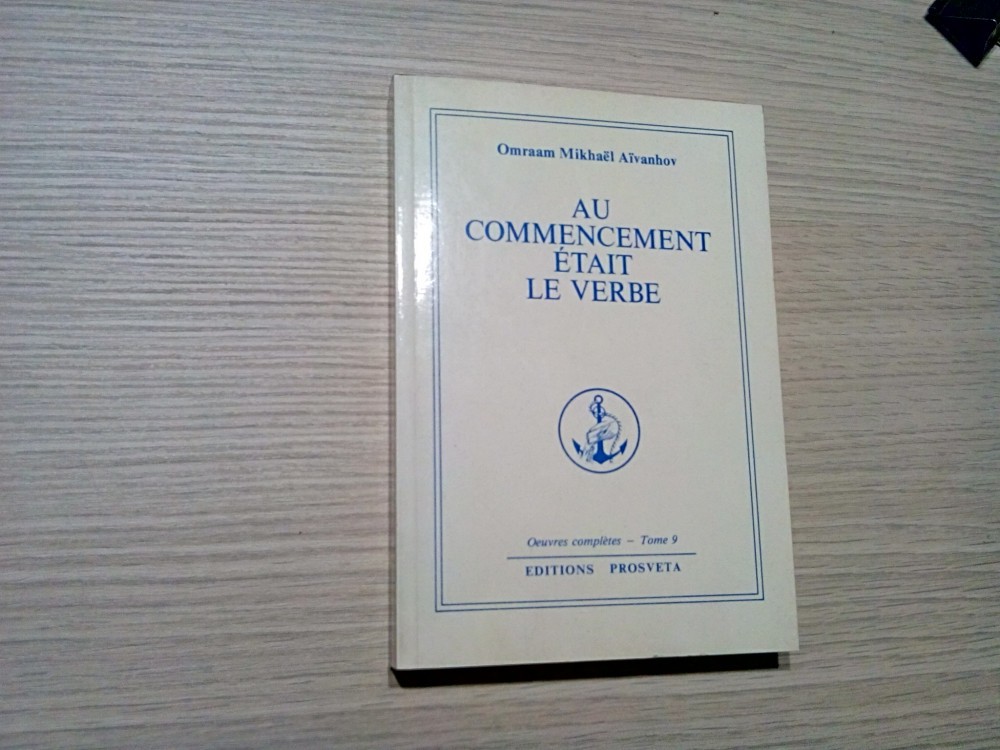 Omraam Mikhaël Aïvanhov
AU
COMMENCEMENT
ÉTAIT
LE VERBE
Oeuvres complètes – Tome 9
EDITIONS PROSVETA